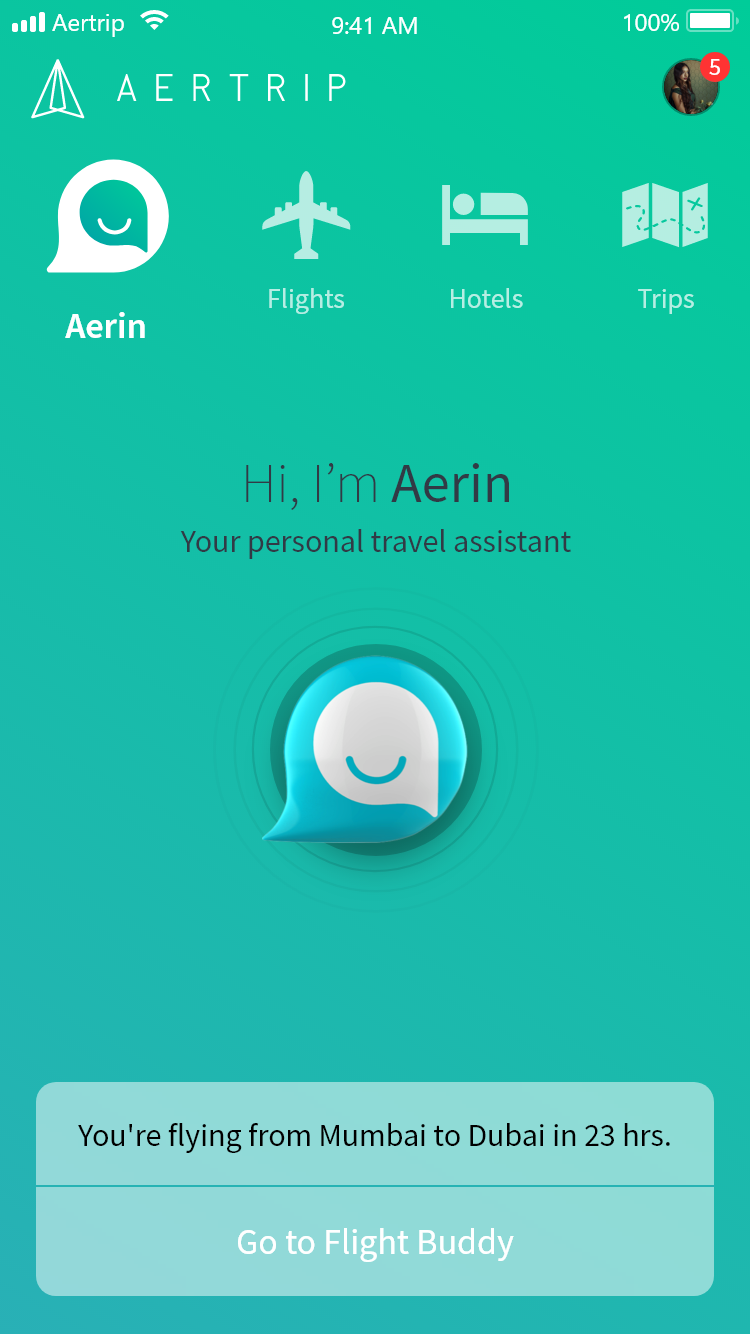 Aertrip 9:41 AM 100%
AERTRIP 5
Flights Hotels Trips
Aerin
Hi, I’m Aerin
Your personal travel assistant
You're flying from Mumbai to Dubai in 23 hrs.
Go to Flight Buddy